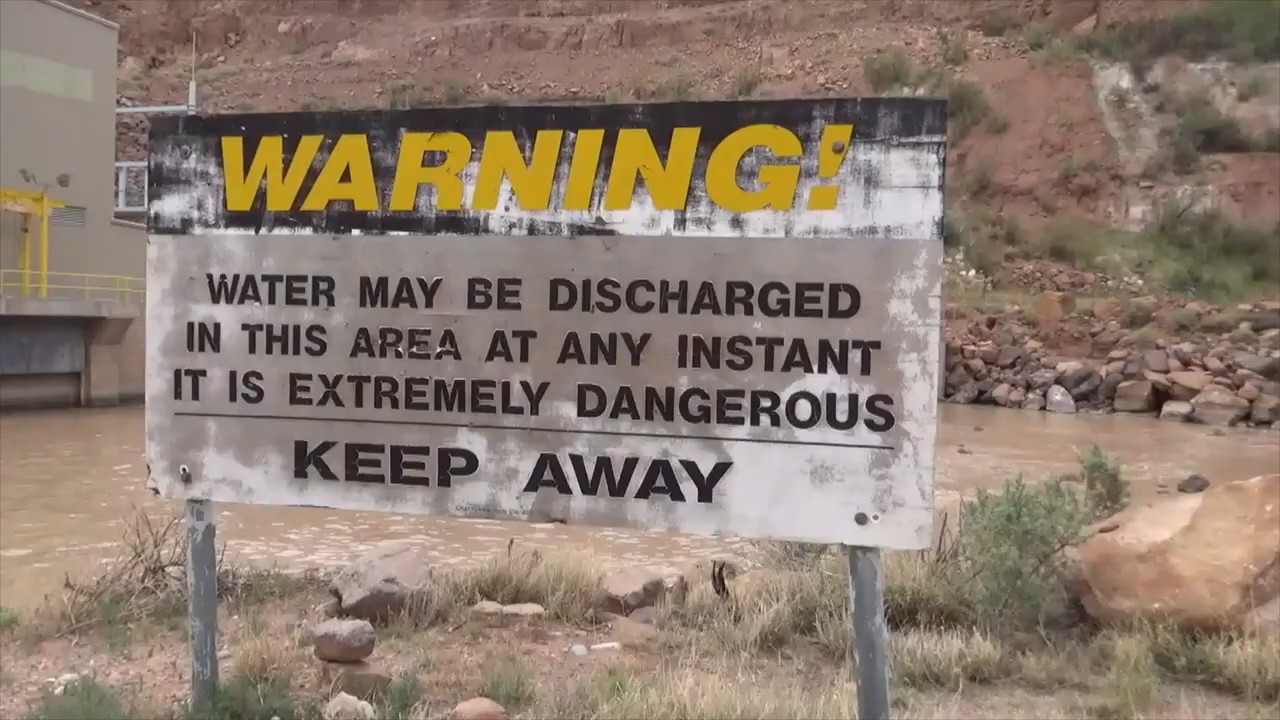 WARNING!
WATER MAY BE DISCHARGED
IN THIS AREA AT ANY INSTANT
IT IS EXTREMELY DANGEROUS
KEEP AWAY